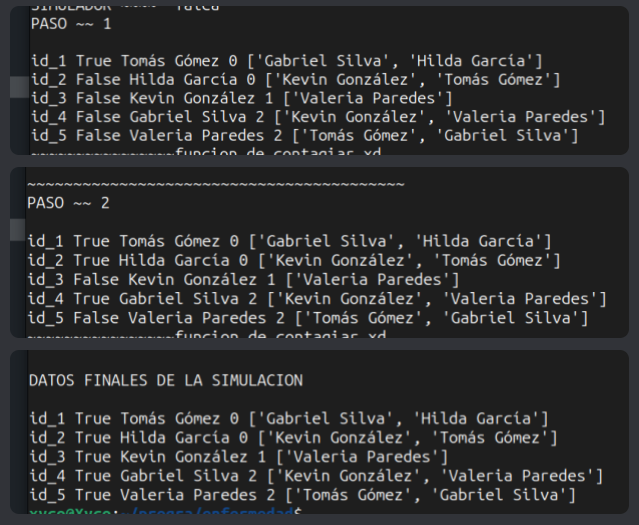 SIMULADOR ~~~~ falca
PASO ~~ 1
id_1 True Tomás Gómez 0 ['Gabriel Silva', 'Hilda García']
id_2 False Hilda García 0 ['Kevin González', 'Tomás Gómez']
id_3 False Kevin González 1 ['Valeria Paredes']
id_4 False Gabriel Silva 2 ['Kevin González', 'Valeria Paredes']
id_5 False Valeria Paredes 2 ['Tomás Gómez', 'Gabriel Silva']
~~~~~~~~~~~~~~~~funcion de contagiar xd
~~~~~~~~~~~~~~~~~~~~~~~~~~~~~~~~~~~~~~~~~
PASO ~~ 2
id_1 True Tomás Gómez 0 ['Gabriel Silva', 'Hilda García']
id_2 True Hilda García 0 ['Kevin González', 'Tomás Gómez']
id_3 False Kevin González 1 ['Valeria Paredes']
id_4 True Gabriel Silva 2 ['Kevin González', 'Valeria Paredes']
id_5 False Valeria Paredes 2 ['Tomás Gómez', 'Gabriel Silva']
~~~~~~~~~~~~~~~~funcion de contagiar xd
DATOS FINALES DE LA SIMULACION
id_1 True Tomás Gómez 0 ['Gabriel Silva', 'Hilda García']
id_2 True Hilda García 0 ['Kevin González', 'Tomás Gómez']
id_3 True Kevin González 1 ['Valeria Paredes']
id_4 True Gabriel Silva 2 ['Kevin González', 'Valeria Paredes']
id_5 True Valeria Paredes 2 ['Tomás Gómez', 'Gabriel Silva']
xyco@Xyco:~/progra/enfermedad$